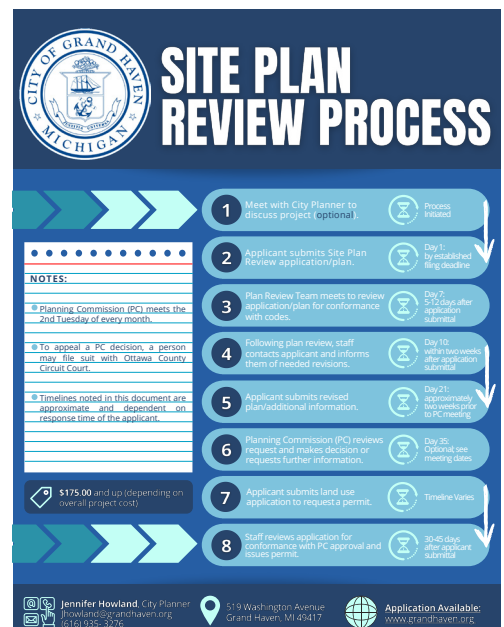 CITY OF GRAND HAVEN
MICHIGAN
SITE PLAN
REVIEW PROCESS
1
Meet with City Planner to
discuss project (optional).
Process
Initiated
2
Applicant submits Site Plan
Review application/plan.
Day 1:
by established
filing deadline
3
Plan Review Team meets to review
application/plan for conformance
with codes.
Day 7:
5-12 days after
application
submittal
4
Following plan review, staff
contacts applicant and informs
them of needed revisions.
Day 10:
within two weeks
after application
submittal
5
Applicant submits revised
plan/additional information.
Day 21:
approximately
two weeks prior
to PC meeting
6
Planning Commission (PC) reviews
request and makes decision or
requests further information.
Day 35:
Optional; see
meeting dates
7
Applicant submits land use
application to request a permit.
Timeline Varies
8
Staff reviews application for
conformance with PC approval and
issues permit.
30-45 days
after applicant
submittal
NOTES:
Planning Commission (PC) meets the
2nd Tuesday of every month.
To appeal a PC decision, a person
may file suit with Ottawa County
Circuit Court.
Timelines noted in this document are
approximate and dependent on
response time of the applicant.
$175.00 and up (depending on
overall project cost)
Jennifer Howland, City Planner
jhowland@grandhaven.org
(616) 935- 3276
519 Washington Avenue
Grand Haven, MI 49417
Application Available:
www.grandhaven.org